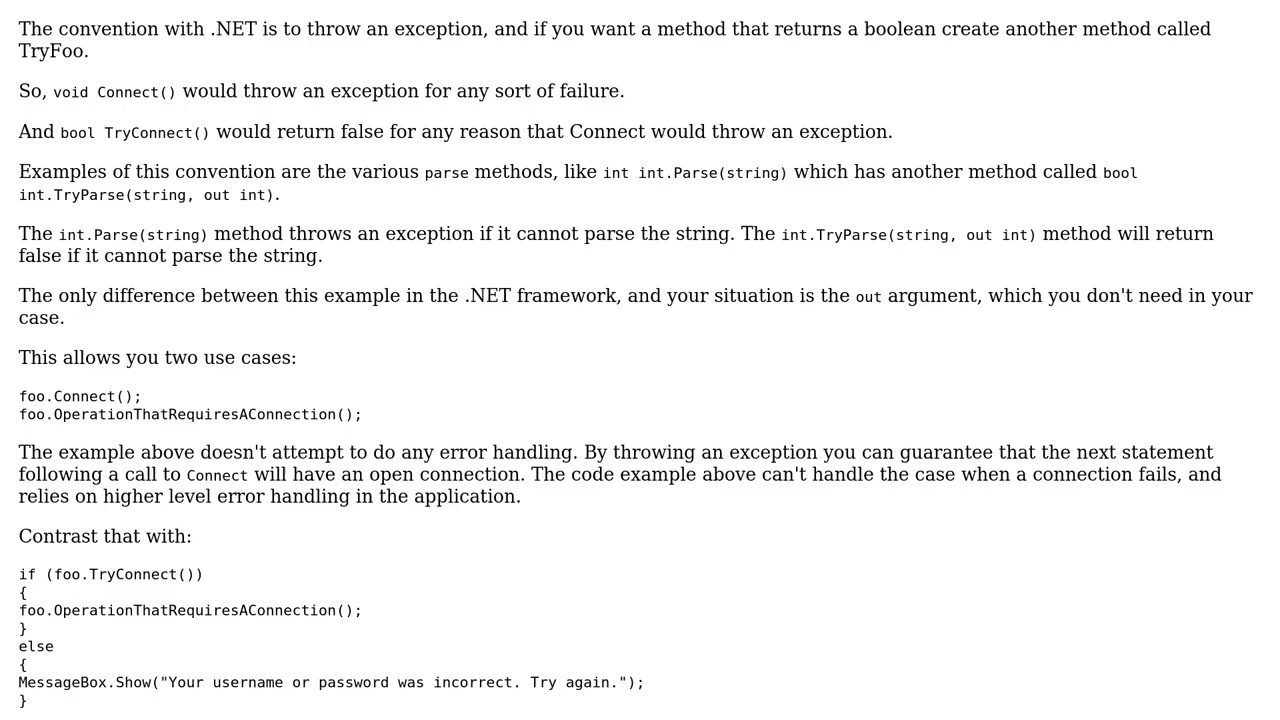 The convention with .NET is to throw an exception, and if you want a method that returns a boolean create another method called
TryFoo.
So, void Connect() would throw an exception for any sort of failure.
And bool TryConnect() would return false for any reason that Connect would throw an exception.
Examples of this convention are the various parse methods, like int int.Parse(string) which has another method called bool
int.TryParse(string, out int).
The int.Parse(string) method throws an exception if it cannot parse the string. The int.TryParse(string, out int) method will return
false if it cannot parse the string.
The only difference between this example in the .NET framework, and your situation is the out argument, which you don't need in your
case.
This allows you two use cases:
foo.Connect();
foo.OperationThatRequiresAConnection();
The example above doesn't attempt to do any error handling. By throwing an exception you can guarantee that the next statement
following a call to Connect will have an open connection. The code example above can't handle the case when a connection fails, and
relies on higher level error handling in the application.
Contrast that with:
if (foo.TryConnect())
{
foo.OperationThatRequiresAConnection();
}
else
{
MessageBox.Show("Your username or password was incorrect. Try again.");
}